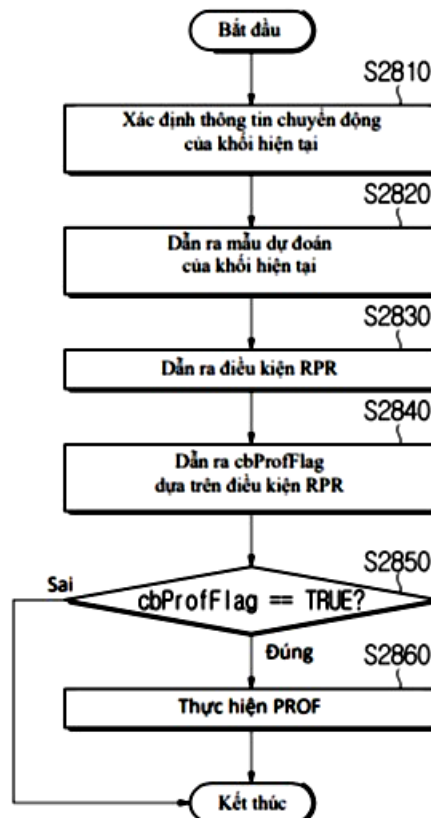 Bắt đầu
S2810
Xác định thông tin chuyển động
của khối hiện tại
S2820
Dẫn ra mẫu dự đoán
của khối hiện tại
S2830
Dẫn ra điều kiện RPR
S2840
Dẫn ra cbProfFlag
dựa trên điều kiện RPR
S2850
Sai
cbProfFlag == TRUE?
Đúng
S2860
Thực hiện PROF
Kết thúc